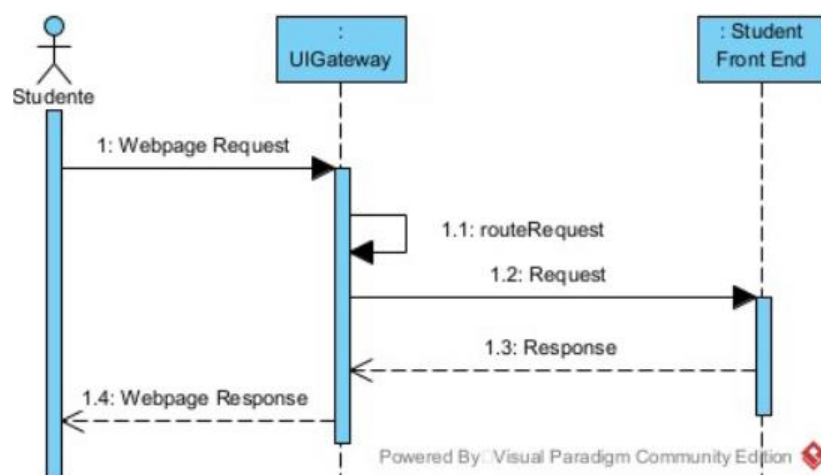 :
UIGateway
: Student
Front End
Studente
1: Webpage Request
1.1: routeRequest
1.2: Request
1.3: Response
1.4: Webpage Response
Powered By Visual Paradigm Community Edition